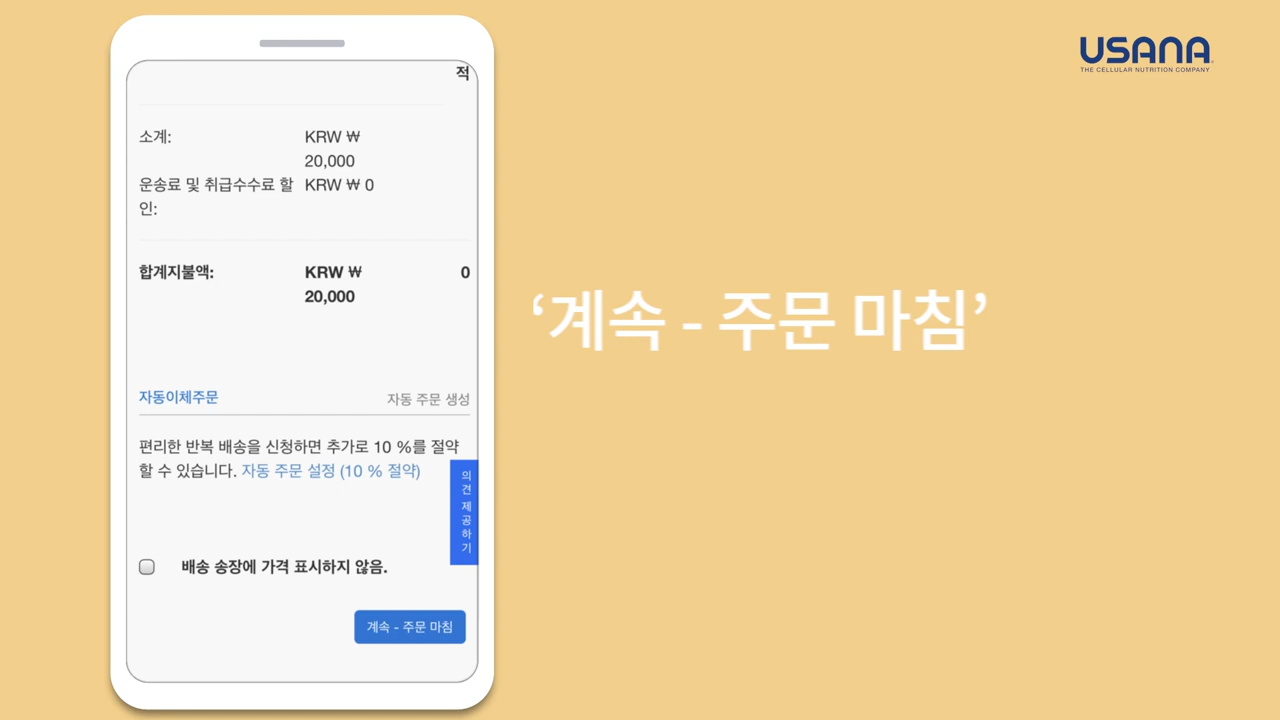 USANA
THE CELLULAR NUTRITION COMPANY
적
소계: KRW ₩
20,000
운송료 및 취급수수료 할 KRW ₩ 0
인:
합계지불액: KRW ₩ 0
20,000
‘계속 - 주문 마침’
자동이체주문 자동 주문 생성
편리한 반복 배송을 신청하면 추가로 10 %를 절약
할 수 있습니다. 자동 주문 설정 (10 % 절약)
의견 제공하기
배송 송장에 가격 표시하지 않음.
계속 - 주문 마침